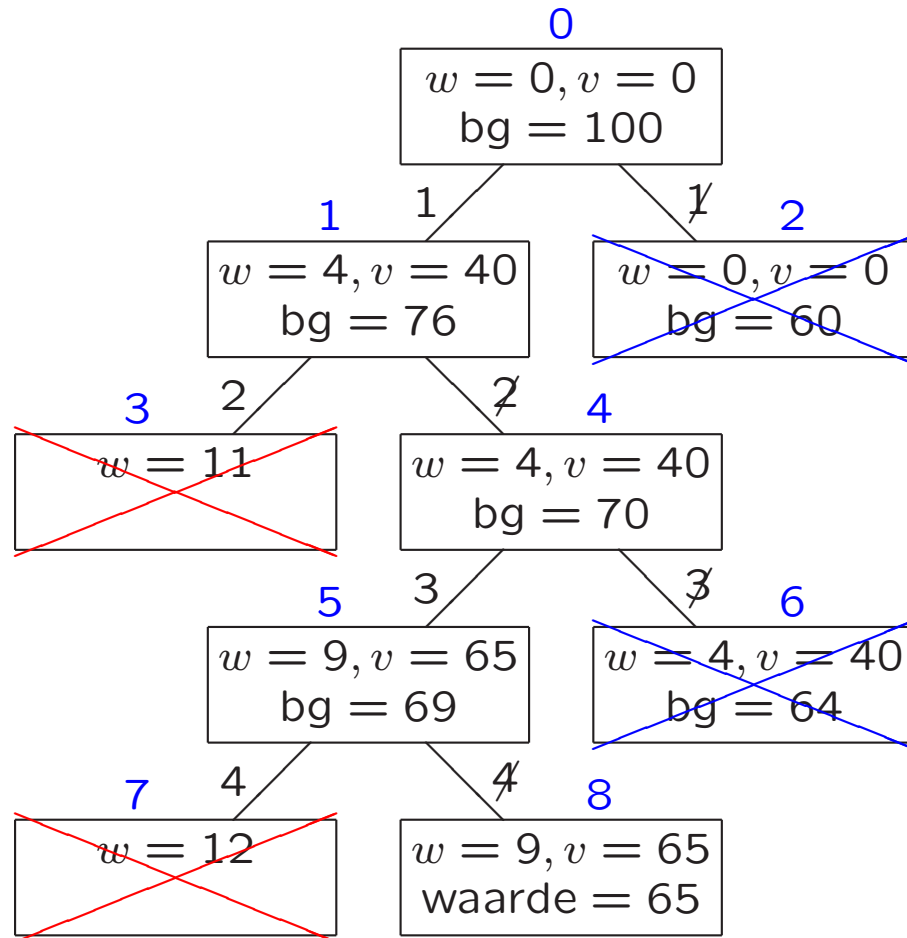 0
w = 0, v = 0
bg = 100
1
1̸
1
2
w = 4, v = 40
bg = 76
w = 0, v = 0
bg = 60
2
2̸
3
4
w = 11
w = 4, v = 40
bg = 70
3
3̸
5
6
w = 9, v = 65
bg = 69
w = 4, v = 40
bg = 64
4
4̸
7
8
w = 12
w = 9, v = 65
waarde = 65